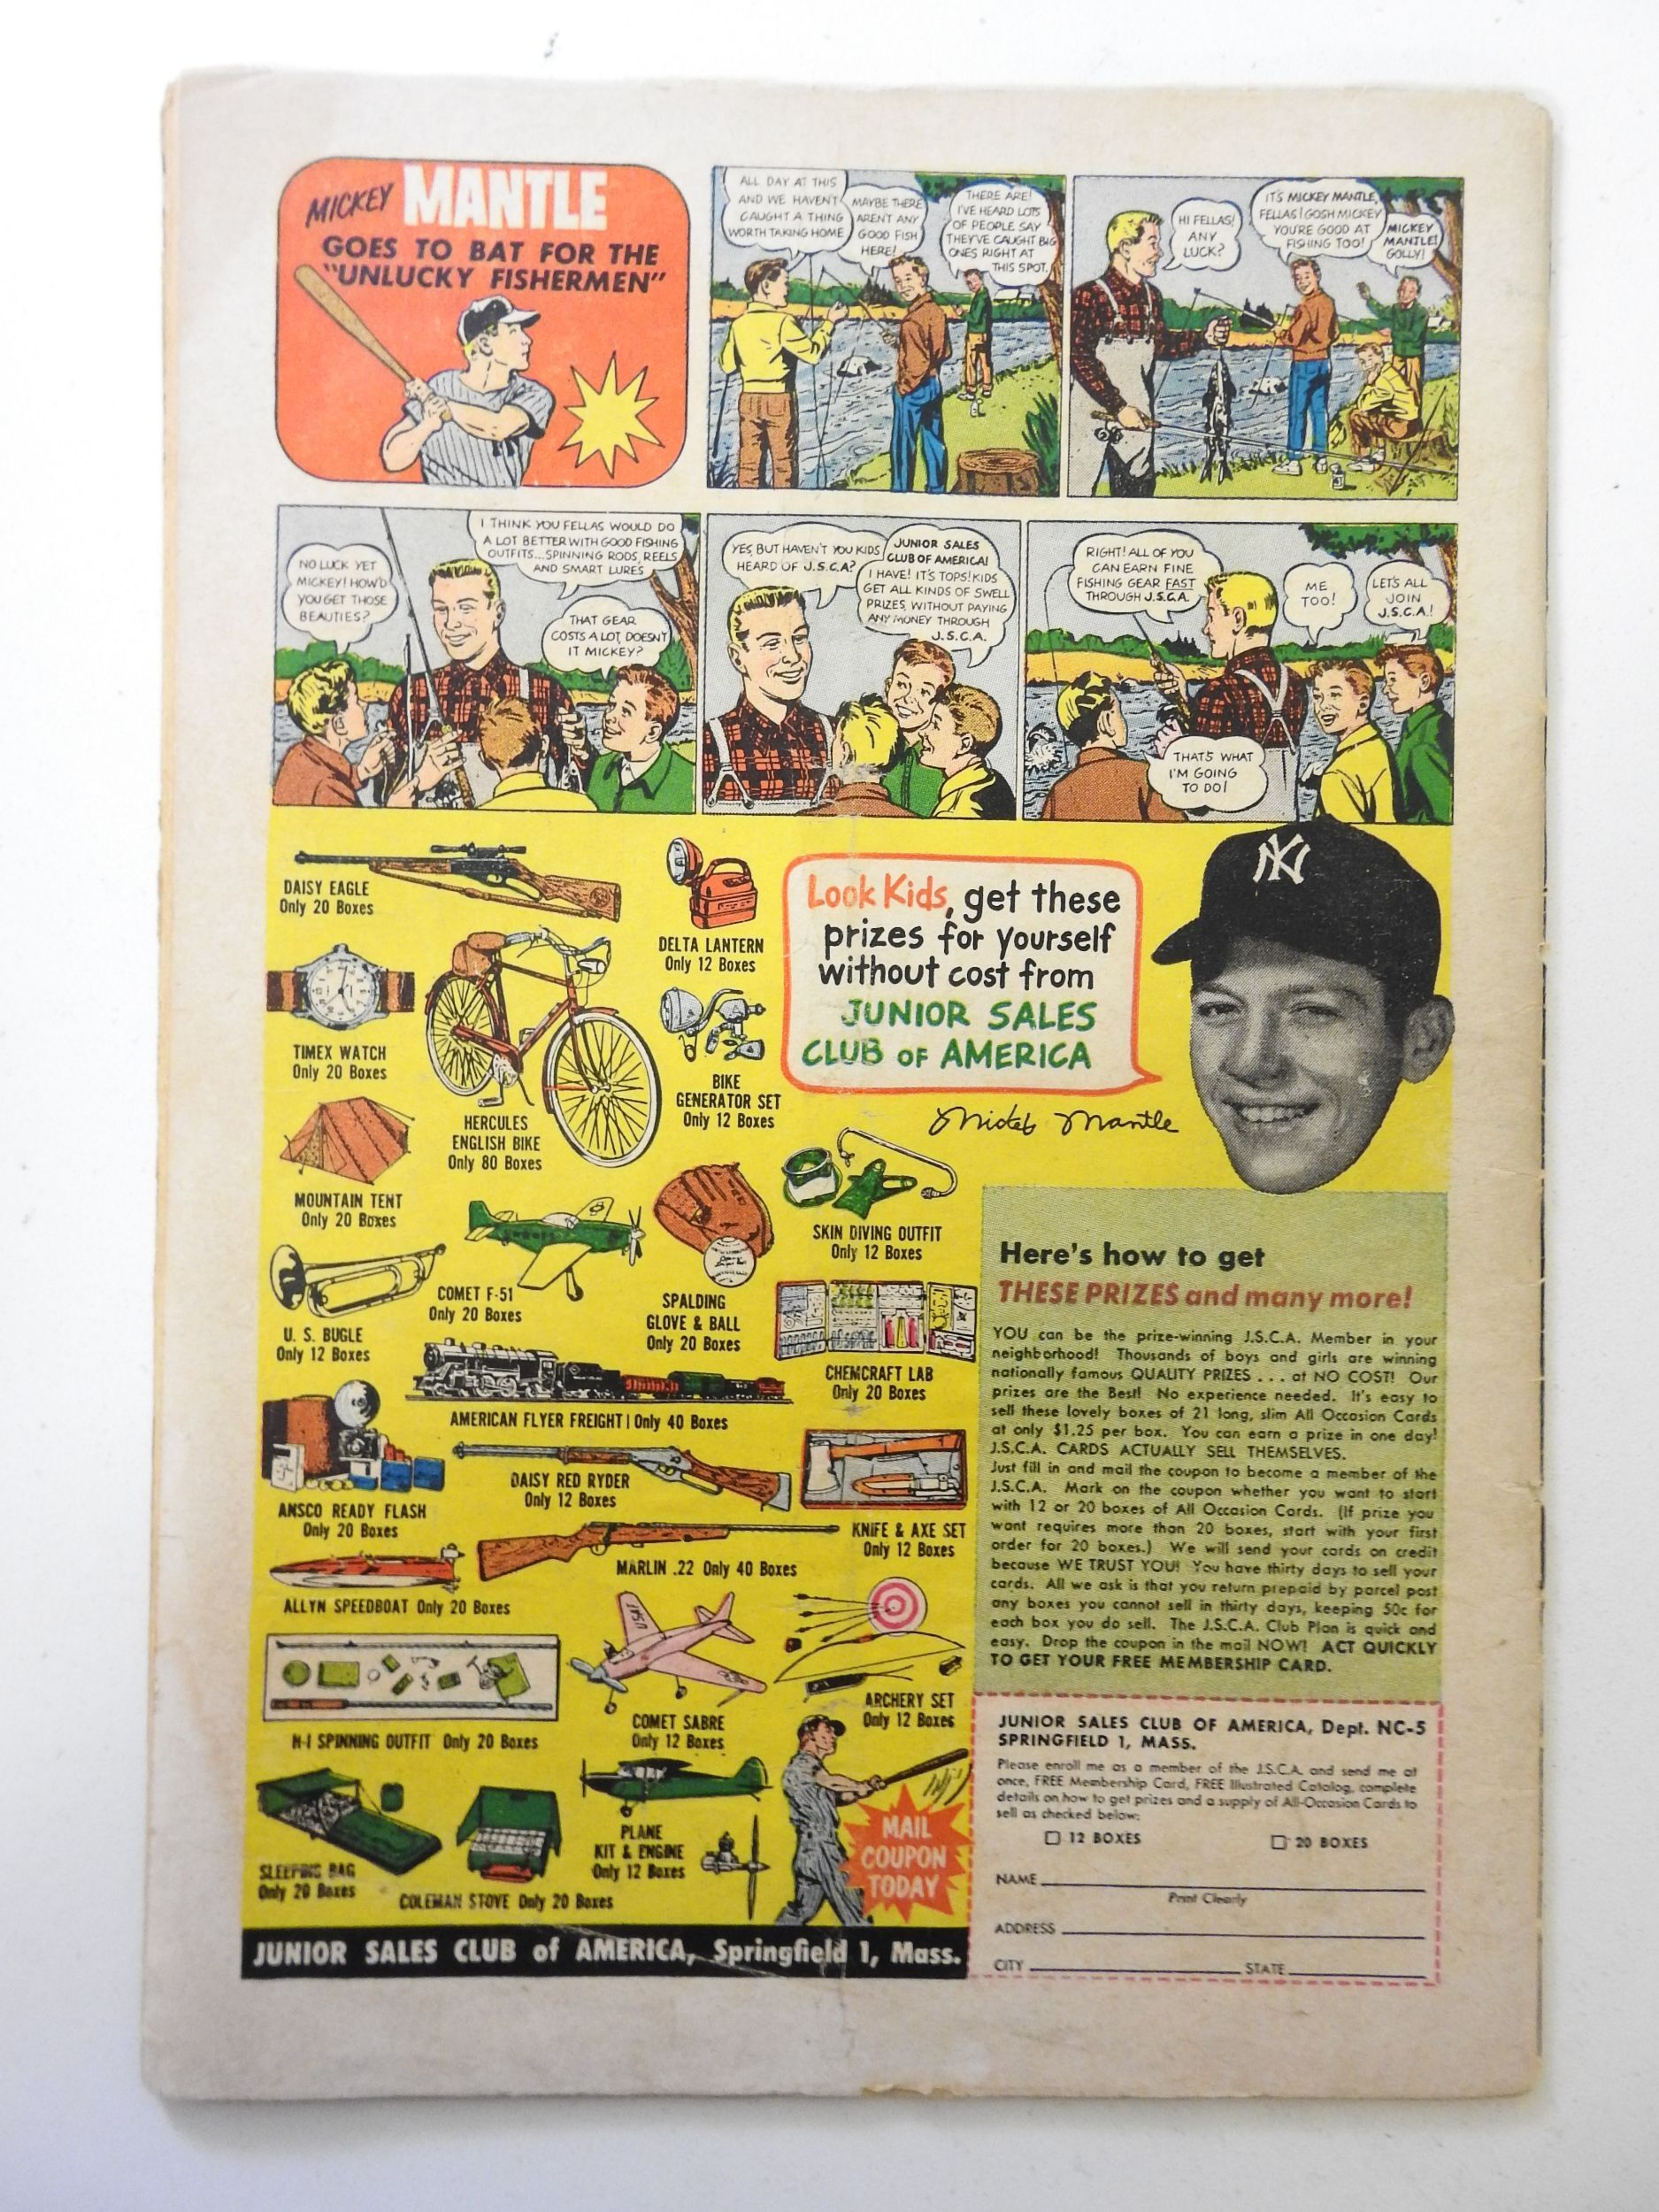 MICKEY MANTLE
GOES TO BAT FOR THE
"UNLUCKY FISHERMEN"
ALL DAY AT THIS
AND WE HAVEN'T
CAUGHT A THING
WORTH TAKING HOME
MAYBE THERE
AREN'T ANY
GOOD FISH
HERE!
THERE ARE!
I'VE HEARD LOTS
OF PEOPLE SAY
THEY'VE CAUGHT BIG
ONES RIGHT AT
THIS SPOT.
HI FELLAS!
ANY
LUCK?
IT'S MICKEY MANTLE,
FELLAS! GOSH MICKEY
YOU'RE GOOD AT
FISHING TOO!
MICKEY
MANTLE!
GOLLY!
NO LUCK YET
MICKEY! HOW'D
YOU GET THOSE
BEAUTIES?
I THINK YOU FELLAS WOULD DO
A LOT BETTER WITH GOOD FISHING
OUTFITS...SPINNING RODS, REELS
AND SMART LURES
THAT GEAR
COSTS A LOT, DOESN'T
IT MICKEY?
YES, BUT HAVEN'T YOU KIDS
HEARD OF J.S.C.A?
JUNIOR SALES
CLUB OF AMERICA!
I HAVE! IT'S TOPS! KIDS
GET ALL KINDS OF SWELL
PRIZES, WITHOUT PAYING
ANY MONEY THROUGH
J.S.C.A.
RIGHT! ALL OF YOU
CAN EARN FINE
FISHING GEAR FAST
THROUGH J.S.C.A.
ME
TOO!
LET'S ALL
JOIN
J.S.C.A.!
THAT'S WHAT
I'M GOING
TO DO!
DAISY EAGLE
Only 20 Boxes
DELTA LANTERN
Only 12 Boxes
TIMEX WATCH
Only 20 Boxes
HERCULES
ENGLISH BIKE
Only 80 Boxes
BIKE
GENERATOR SET
Only 12 Boxes
Look Kids, get these
prizes for yourself
without cost from
JUNIOR SALES
CLUB OF AMERICA
Mickey Mantle
NY
MOUNTAIN TENT
Only 20 Boxes
COMET F-51
Only 20 Boxes
SPALDING
GLOVE & BALL
Only 20 Boxes
SKIN DIVING OUTFIT
Only 12 Boxes
U. S. BUGLE
Only 12 Boxes
CHEMCRAFT LAB
Only 20 Boxes
AMERICAN FLYER FREIGHT | Only 40 Boxes
ANSCO READY FLASH
Only 20 Boxes
DAISY RED RYDER
Only 12 Boxes
KNIFE & AXE SET
Only 12 Boxes
MARLIN .22 Only 40 Boxes
ALLYN SPEEDBOAT Only 20 Boxes
USAF
COMET SABRE
Only 12 Boxes
ARCHERY SET
Only 12 Boxes
H-I SPINNING OUTFIT Only 20 Boxes
SLEEPING BAG
Only 20 Boxes
COLEMAN STOVE Only 20 Boxes
PLANE
KIT & ENGINE
Only 12 Boxes
MAIL
COUPON
TODAY
JUNIOR SALES CLUB of AMERICA, Springfield 1, Mass.
Here's how to get
THESE PRIZES and many more!
YOU can be the prize-winning J.S.C.A. Member in your
neighborhood! Thousands of boys and girls are winning
nationally famous QUALITY PRIZES . . . at NO COST! Our
prizes are the Best! No experience needed. It's easy to
sell these lovely boxes of 21 long, slim All Occasion Cards
at only $1.25 per box. You can earn a prize in one day!
J.S.C.A. CARDS ACTUALLY SELL THEMSELVES.
Just fill in and mail the coupon to become a member of the
J.S.C.A. Mark on the coupon whether you want to start
with 12 or 20 boxes of All Occasion Cards. (If prize you
want requires more than 20 boxes, start with your first
order for 20 boxes.) We will send your cards on credit
because WE TRUST YOU! You have thirty days to sell your
cards. All we ask is that you return prepaid by parcel post
any boxes you cannot sell in thirty days, keeping 50c for
each box you do sell. The J.S.C.A. Club Plan is quick and
easy. Drop the coupon in the mail NOW! ACT QUICKLY
TO GET YOUR FREE MEMBERSHIP CARD.
JUNIOR SALES CLUB OF AMERICA, Dept. NC-5
SPRINGFIELD 1, MASS.
Please enroll me as a member of the J.S.C.A. and send me at
once, FREE Membership Card, FREE Illustrated Catalog, complete
details on how to get prizes and a supply of All-Occasion Cards to
sell as checked below:
12 BOXES 20 BOXES
NAME
Print Clearly
ADDRESS
CITY STATE